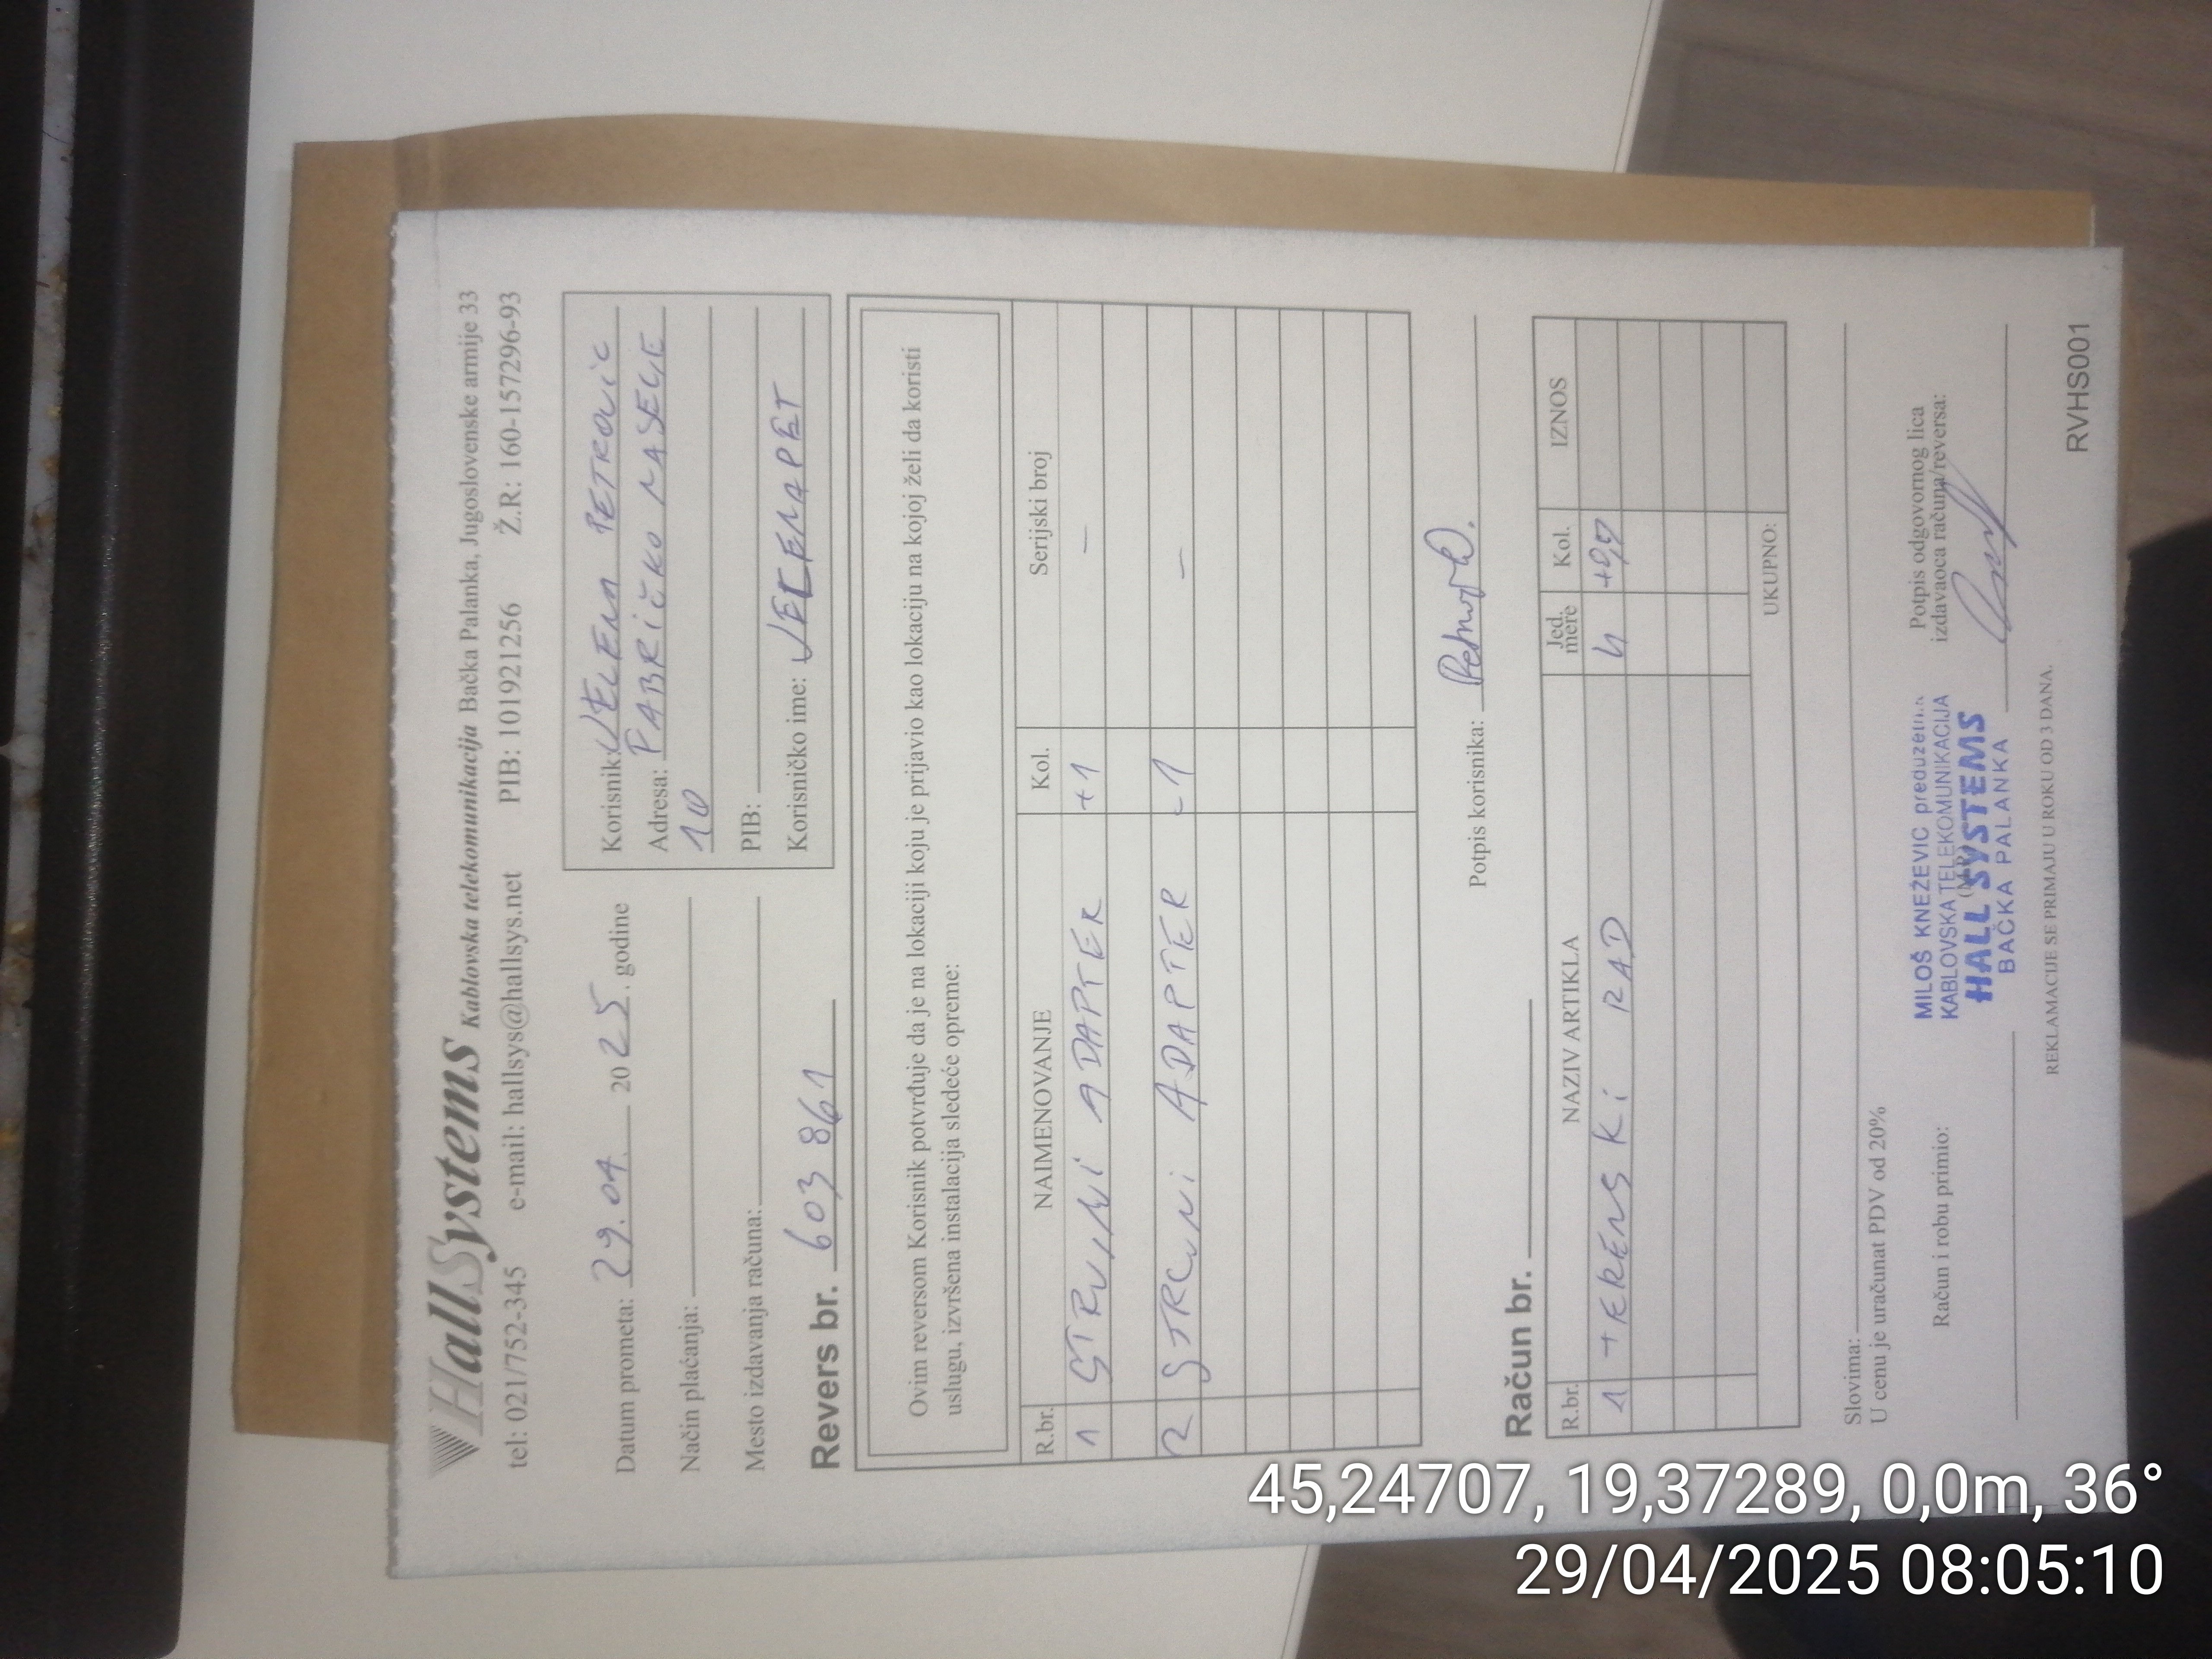 HallSystems Kablovska telekomunikacija Bačka Palanka, Jugoslovenske armije 33
tel: 021/752-345 e-mail: hallsys@hallsys.net PIB: 101921256 Ž.R: 160-1577296-93
Datum prometa: 29.04. 2025. godine
Način plaćanja:
Mesto izdavanja računa:
Revers br. 603 861
Korisnik: JELENA PETROVIĆ
Adresa: FABRIČKO NASELJE
10
PIB:
Korisničko ime: JELENAPET
Ovim reversom Korisnik potvrđuje da je na lokaciji koju je prijavio kao lokaciju na kojoj želi da koristi
uslugu, izvršena instalacija sledeće opreme:
R.br. NAIMENOVANJE Kol. Serijski broj
1 STRUJNI ADAPTER +1 –
2 STRUJNI ADAPTER -1 –
Potpis korisnika:
Račun br.
R.br. NAZIV ARTIKLA Jed. mere Kol. IZNOS
1 TERENSKI RAD h +0,5
UKUPNO:
Slovima:
U cenu je uračunat PDV od 20%
Račun i robu primio:
MILOŠ KNEŽEVIĆ preduzetnik
KABLOVSKA TELEKOMUNIKACIJA
HALL SYSTEMS
BAČKA PALANKA
Potpis odgovornog lica
izdavaoca računa/reversa:
REKLAMACIJE SE PRIMAJU U ROKU OD 3 DANA.
RVHS001
45,24707, 19,37289, 0,0m, 36°
29/04/2025 08:05:10